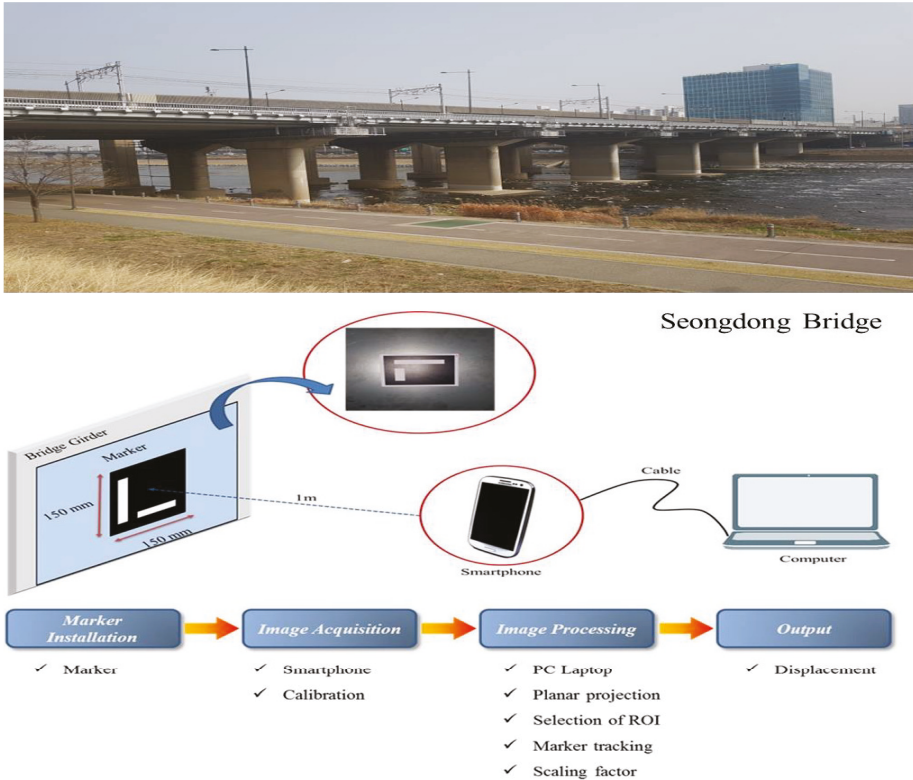 Seongdong Bridge
Bridge Girder
Marker
150 mm
150 mm
1m
Smartphone
Cable
Computer
Marker Installation
Image Acquisition
Image Processing
Output
✓ Marker
✓ Smartphone
✓ Calibration
✓ PC Laptop
✓ Planar projection
✓ Selection of ROI
✓ Marker tracking
✓ Scaling factor
✓ Displacement